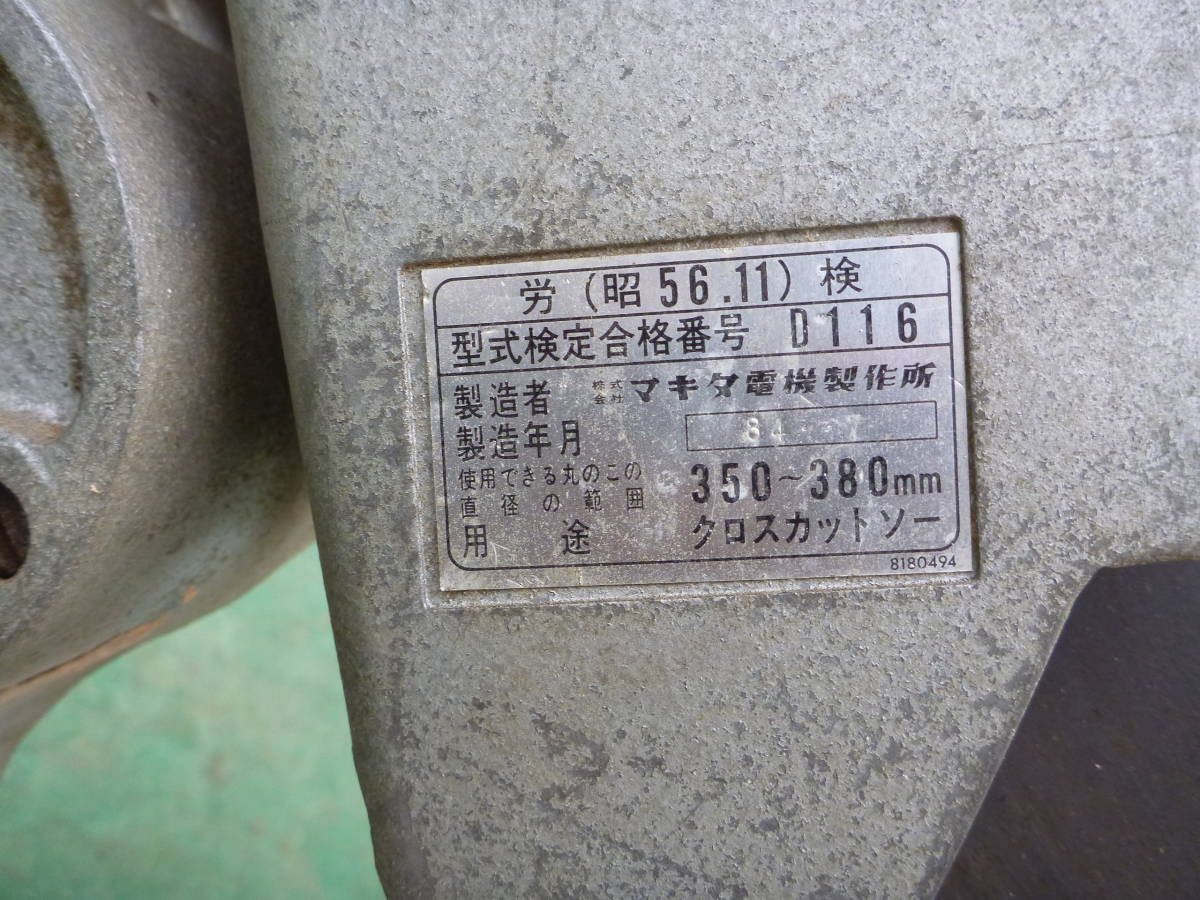 労(昭56.11)検
型式検定合格番号 D116
製造者 株式会社 マキタ電機製作所
製造年月 84 7
使用できる丸のこの直径の範囲 350~380mm
用途 クロスカットソー
8180494